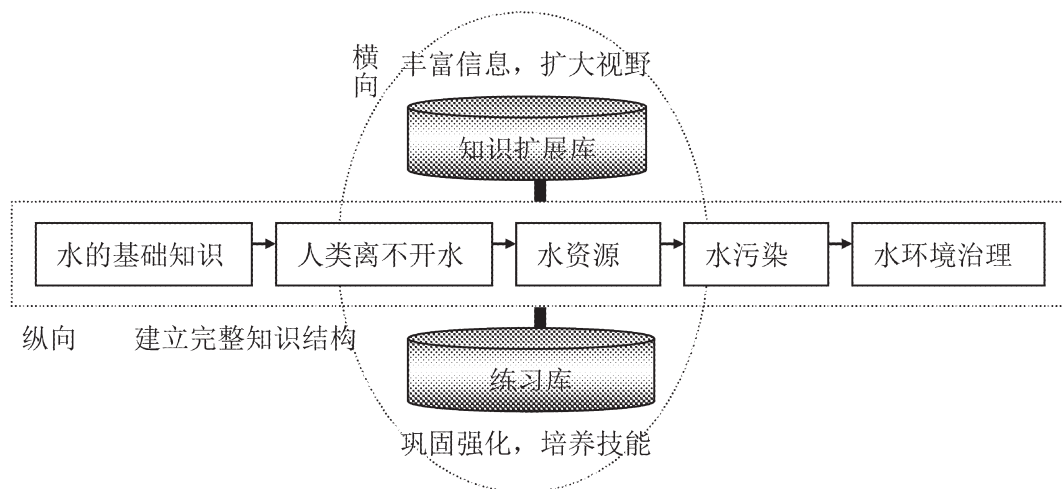 横向
丰富信息，扩大视野
知识扩展库
水的基础知识
人类离不开水
水资源
水污染
水环境治理
纵向
建立完整知识结构
练习库
巩固强化，培养技能